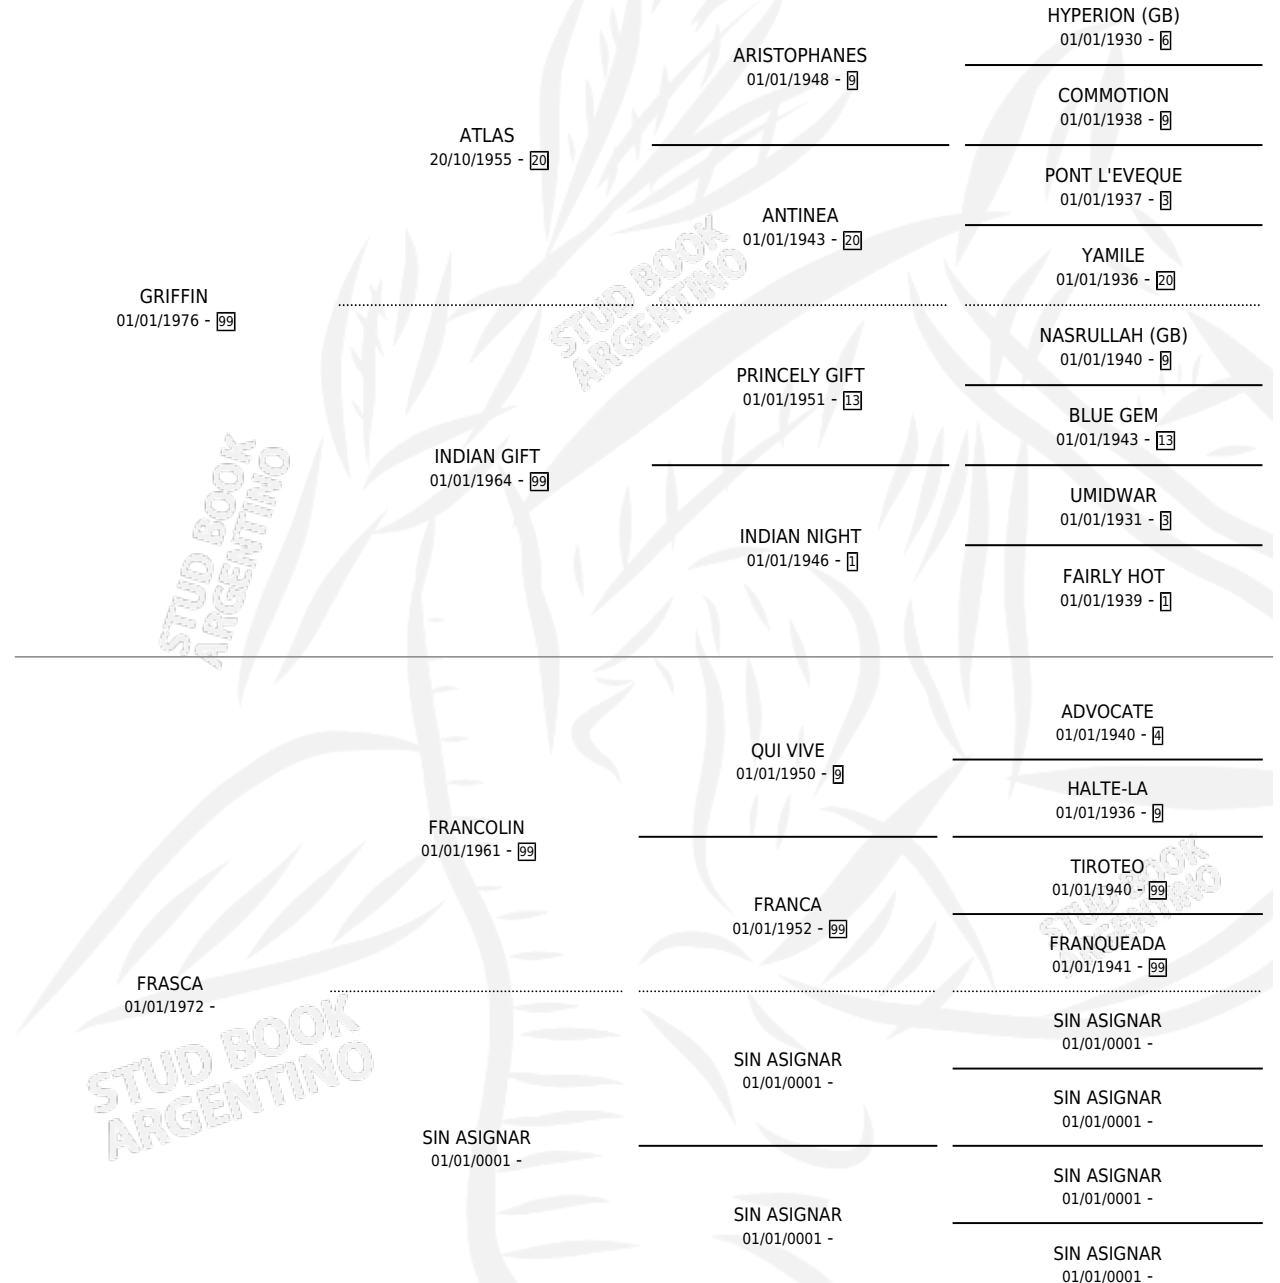 HYPERION (GB)
01/01/1930 - 6
ARISTOPHANES
01/01/1948 - 9
COMMOTION
01/01/1938 - 9
ATLAS
20/10/1955 - 20
PONT L'EVEQUE
01/01/1937 - 3
ANTINEA
01/01/1943 - 20
YAMILE
01/01/1936 - 20
GRIFFIN
01/01/1976 - 99
NASRULLAH (GB)
01/01/1940 - 9
PRINCELY GIFT
01/01/1951 - 13
BLUE GEM
01/01/1943 - 13
INDIAN GIFT
01/01/1964 - 99
UMIDWAR
01/01/1931 - 3
INDIAN NIGHT
01/01/1946 - 1
FAIRLY HOT
01/01/1939 - 1
ADVOCATE
01/01/1940 - 4
QUI VIVE
01/01/1950 - 9
HALTE-LA
01/01/1936 - 9
FRANCOLIN
01/01/1961 - 99
TIROTEO
01/01/1940 - 99
FRANCA
01/01/1952 - 99
FRANQUEADA
01/01/1941 - 99
FRASCA
01/01/1972 -
SIN ASIGNAR
01/01/0001 -
SIN ASIGNAR
01/01/0001 -
SIN ASIGNAR
01/01/0001 -
SIN ASIGNAR
01/01/0001 -
SIN ASIGNAR
01/01/0001 -
SIN ASIGNAR
01/01/0001 -
SIN ASIGNAR
01/01/0001 -
STUD BOOK
ARGENTINO
STUD BOOK
ARGENTINO
STUD BOOK
ARGENTINO
STUD BOOK
ARGENTINO